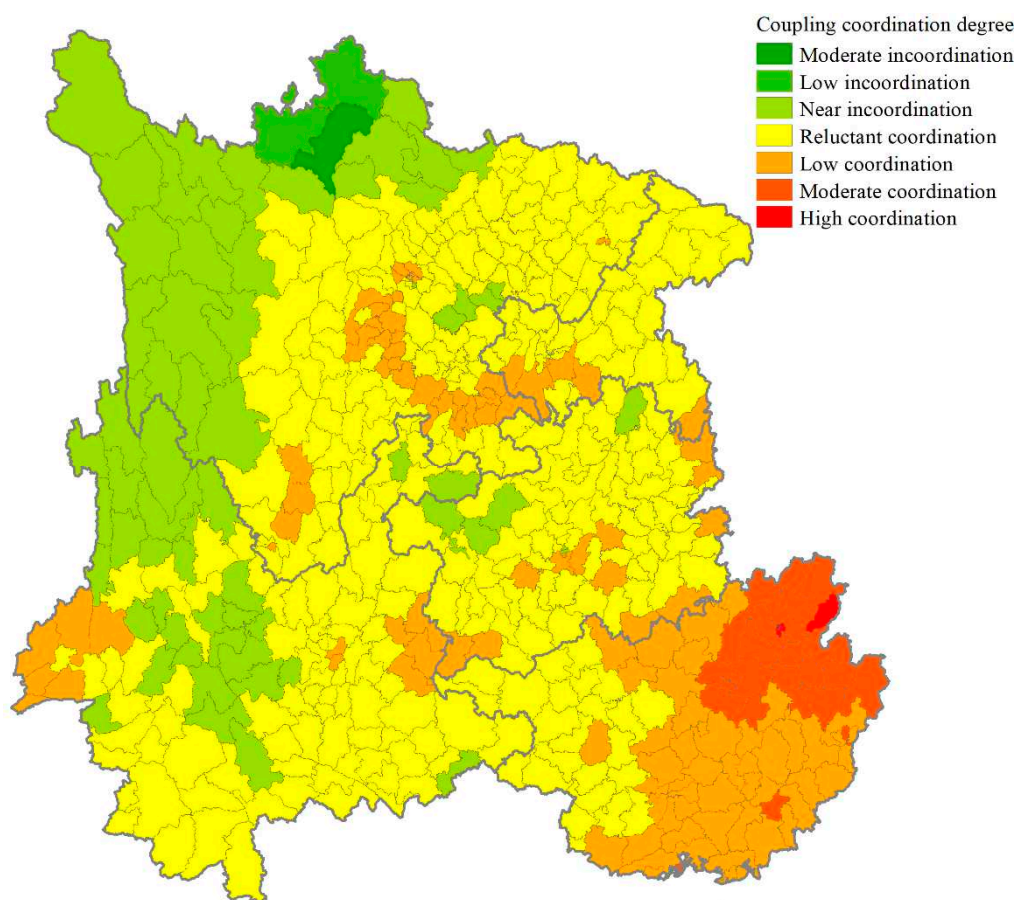 Coupling coordination degree
Moderate incoordination
Low incoordination
Near incoordination
Reluctant coordination
Low coordination
Moderate coordination
High coordination